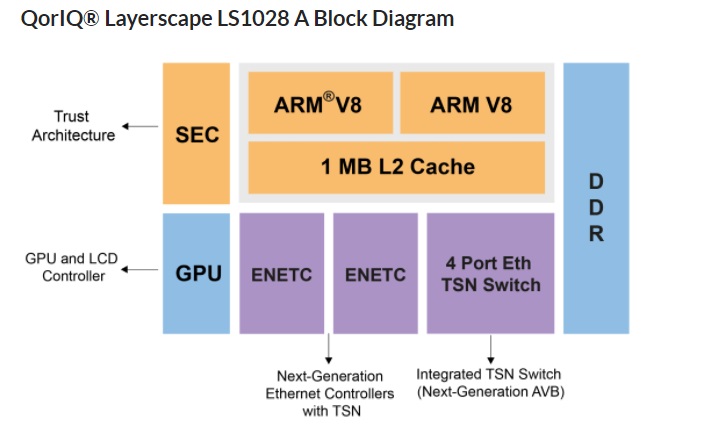 QorIQ® Layerscape LS1028 A Block Diagram
Trust
Architecture
SEC
ARM®V8
ARM V8
1 MB L2 Cache
D
D
R
GPU and LCD
Controller
GPU
ENETC
ENETC
4 Port Eth
TSN Switch
Next-Generation
Ethernet Controllers
with TSN
Integrated TSN Switch
(Next-Generation AVB)